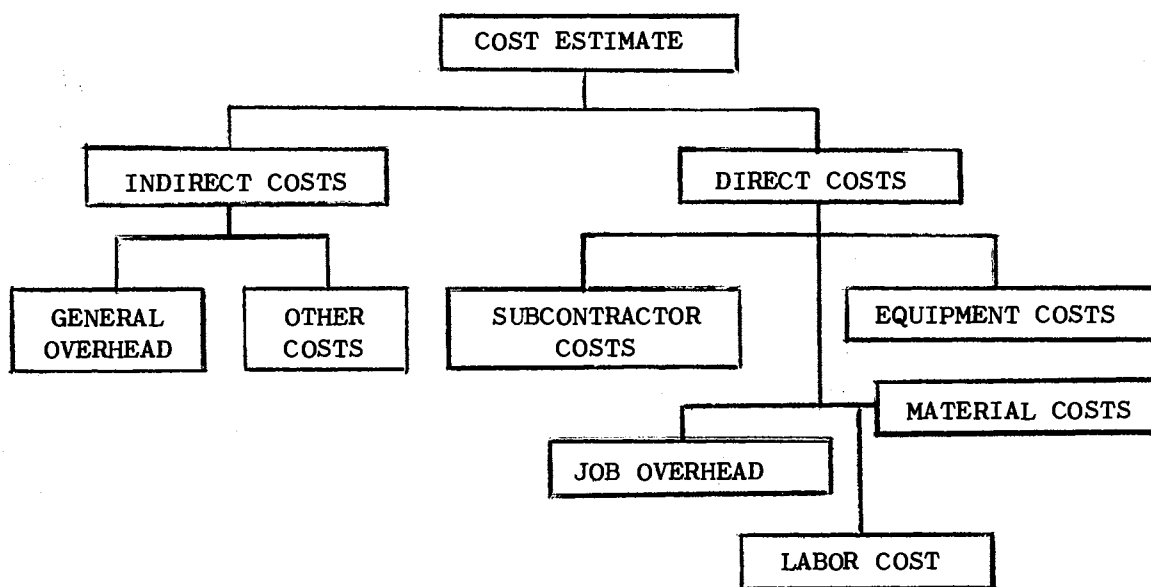 COST ESTIMATE
INDIRECT COSTS
DIRECT COSTS
GENERAL
OVERHEAD
OTHER
COSTS
SUBCONTRACTOR
COSTS
EQUIPMENT COSTS
MATERIAL COSTS
JOB OVERHEAD
LABOR COST